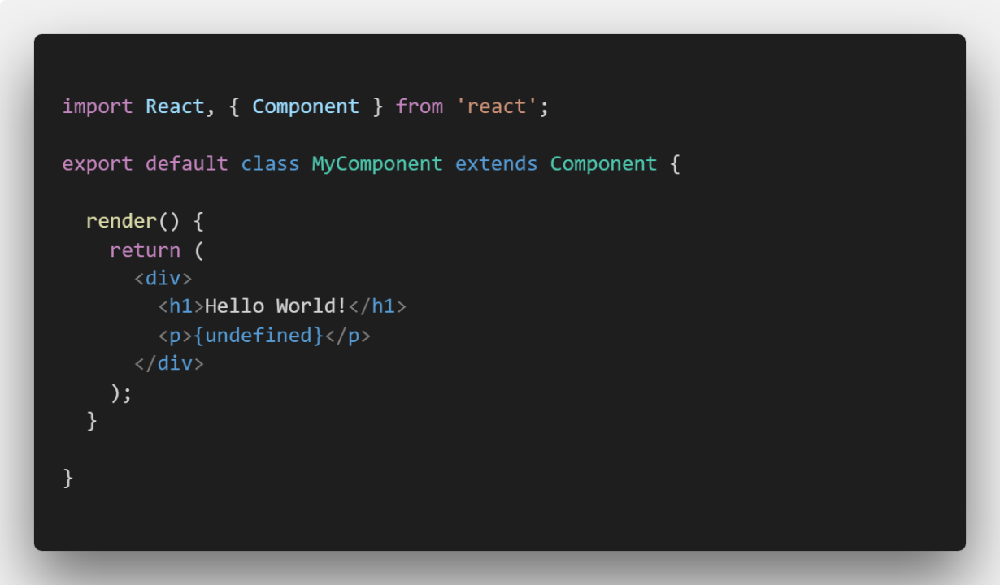 import React, { Component } from 'react';
export default class MyComponent extends Component {
render() {
return (
<div>
<h1>Hello World!</h1>
<p>{undefined}</p>
</div>
);
}
}